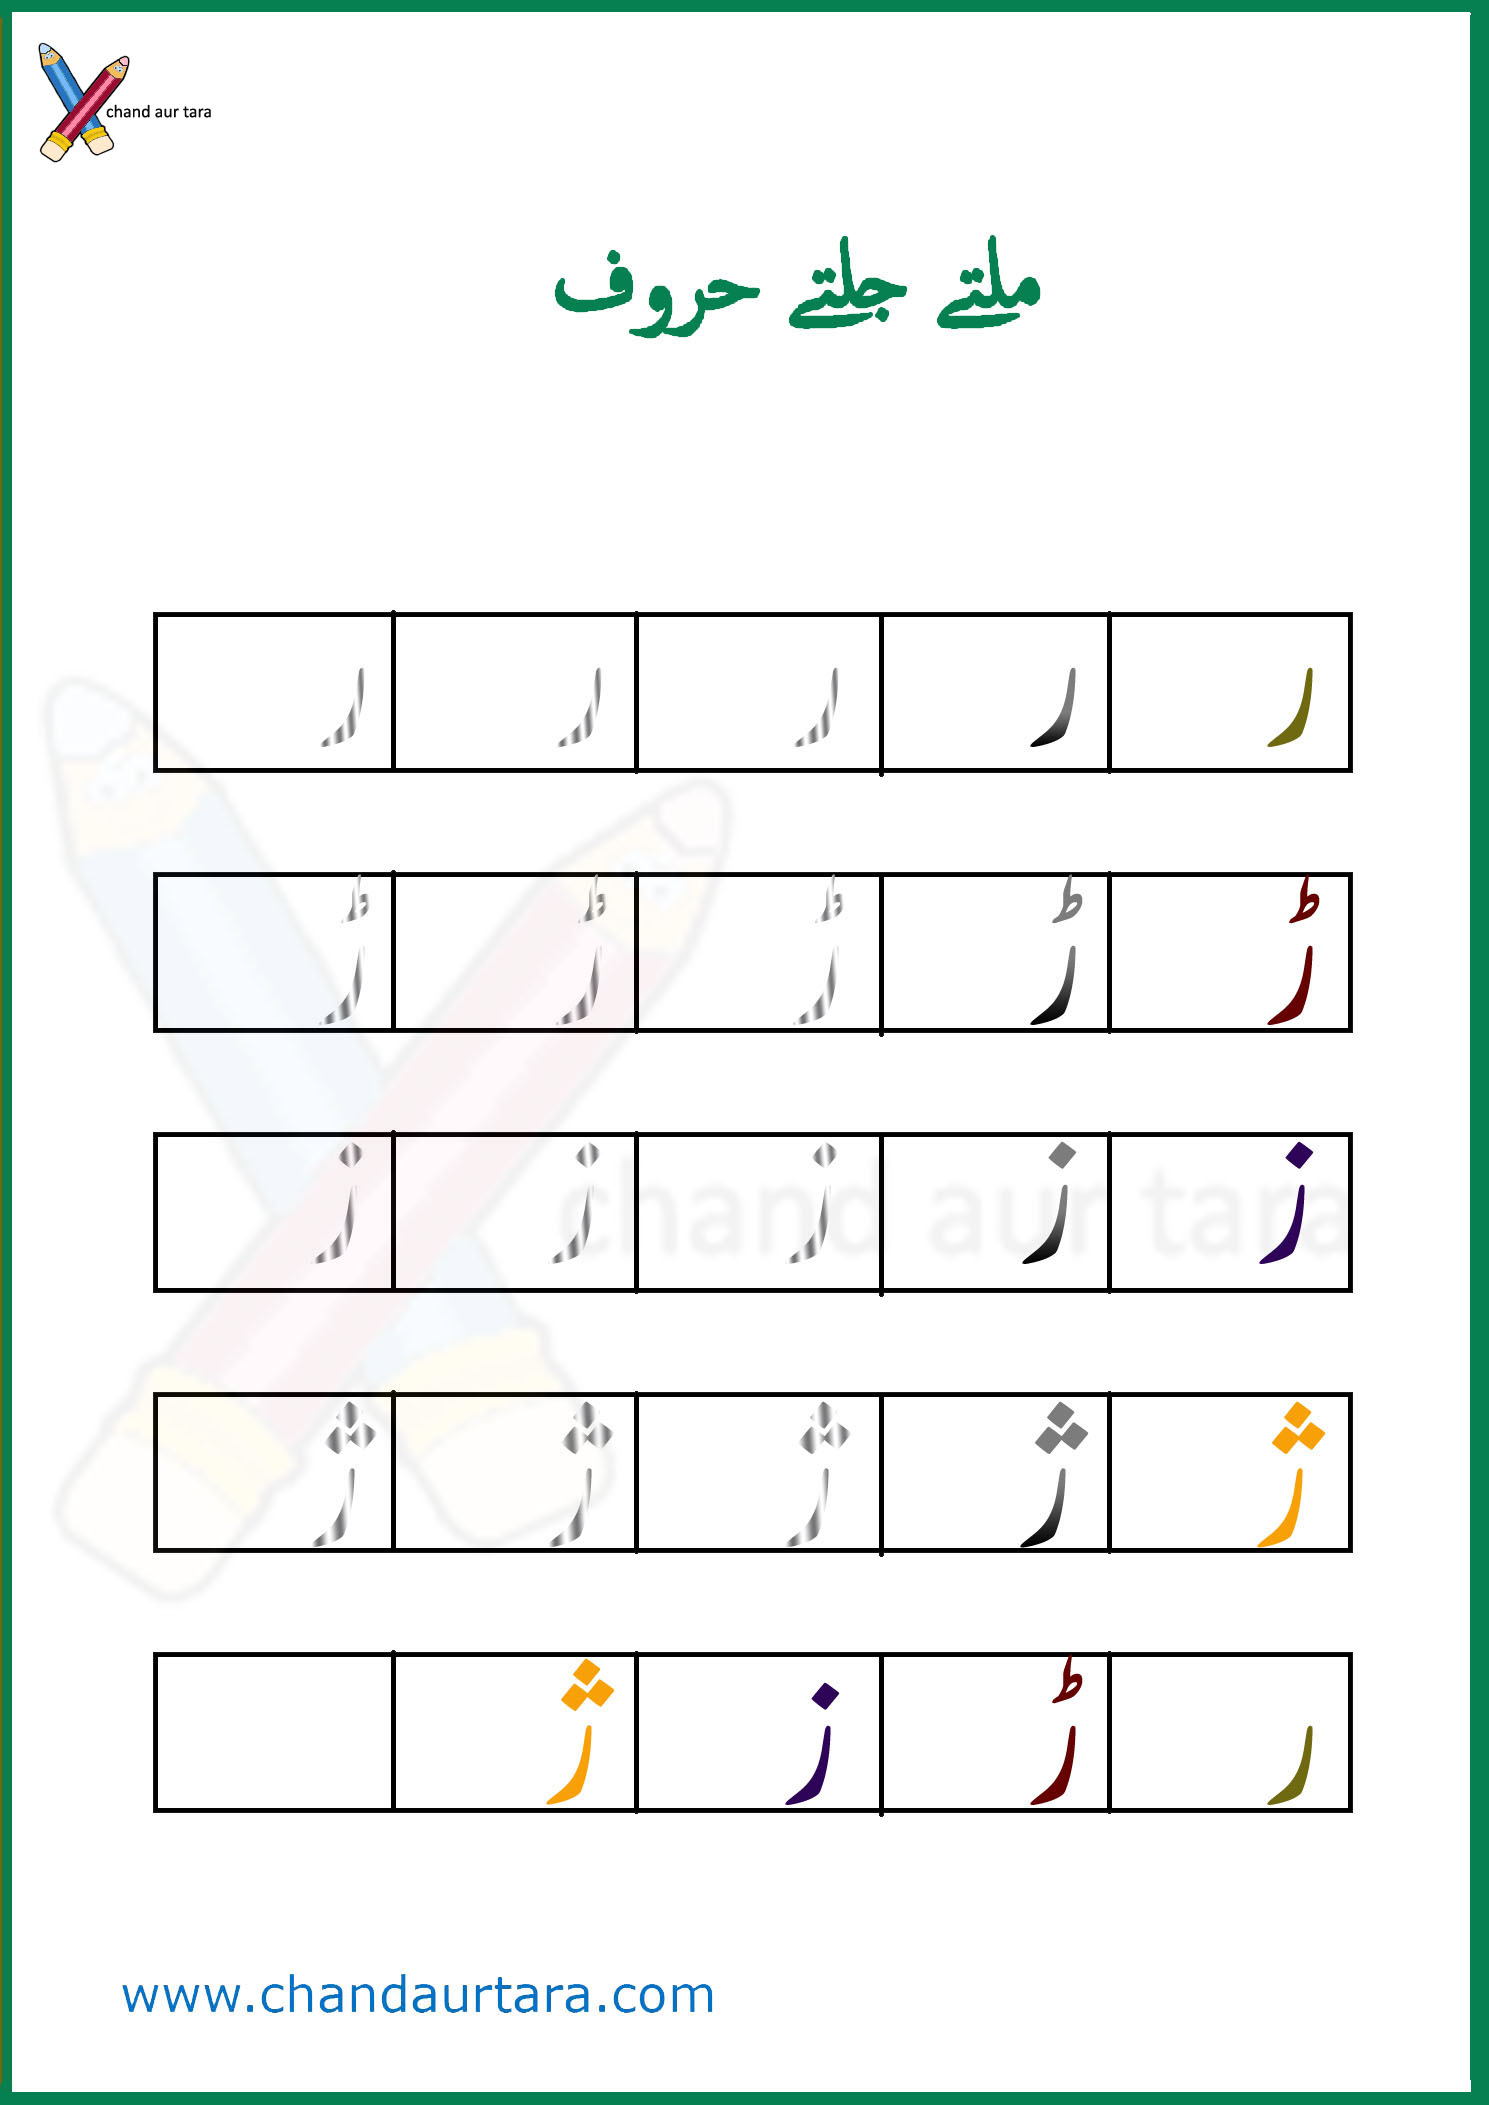 chand aur tara
ملتے جلتے حروف
ر ر ر ر ر
ڑ ڑ ڑ ڑ ڑ
ز ز ز ز ز
chand aur tara
ژ ژ ژ ژ ژ
ر ڑ ز ژ
www.chandaurtara.com